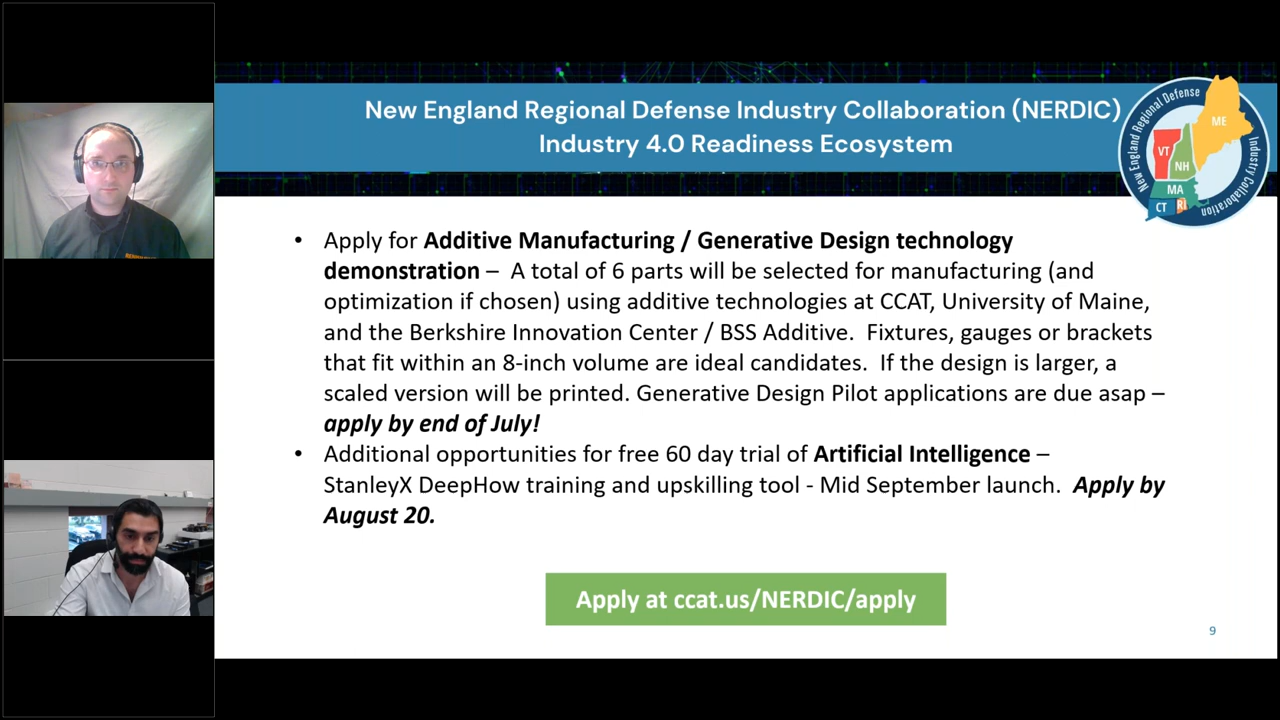 New England Regional Defense Industry Collaboration (NERDIC)
Industry 4.0 Readiness Ecosystem
New England Regional Defense
Industry Collaboration
ME
VT
NH
MA
CT
RI
• Apply for Additive Manufacturing / Generative Design technology
demonstration – A total of 6 parts will be selected for manufacturing (and
optimization if chosen) using additive technologies at CCAT, University of Maine,
and the Berkshire Innovation Center / BSS Additive. Fixtures, gauges or brackets
that fit within an 8-inch volume are ideal candidates. If the design is larger, a
scaled version will be printed. Generative Design Pilot applications are due asap –
apply by end of July!
• Additional opportunities for free 60 day trial of Artificial Intelligence –
StanleyX DeepHow training and upskilling tool - Mid September launch. Apply by
August 20.
Apply at ccat.us/NERDIC/apply
9